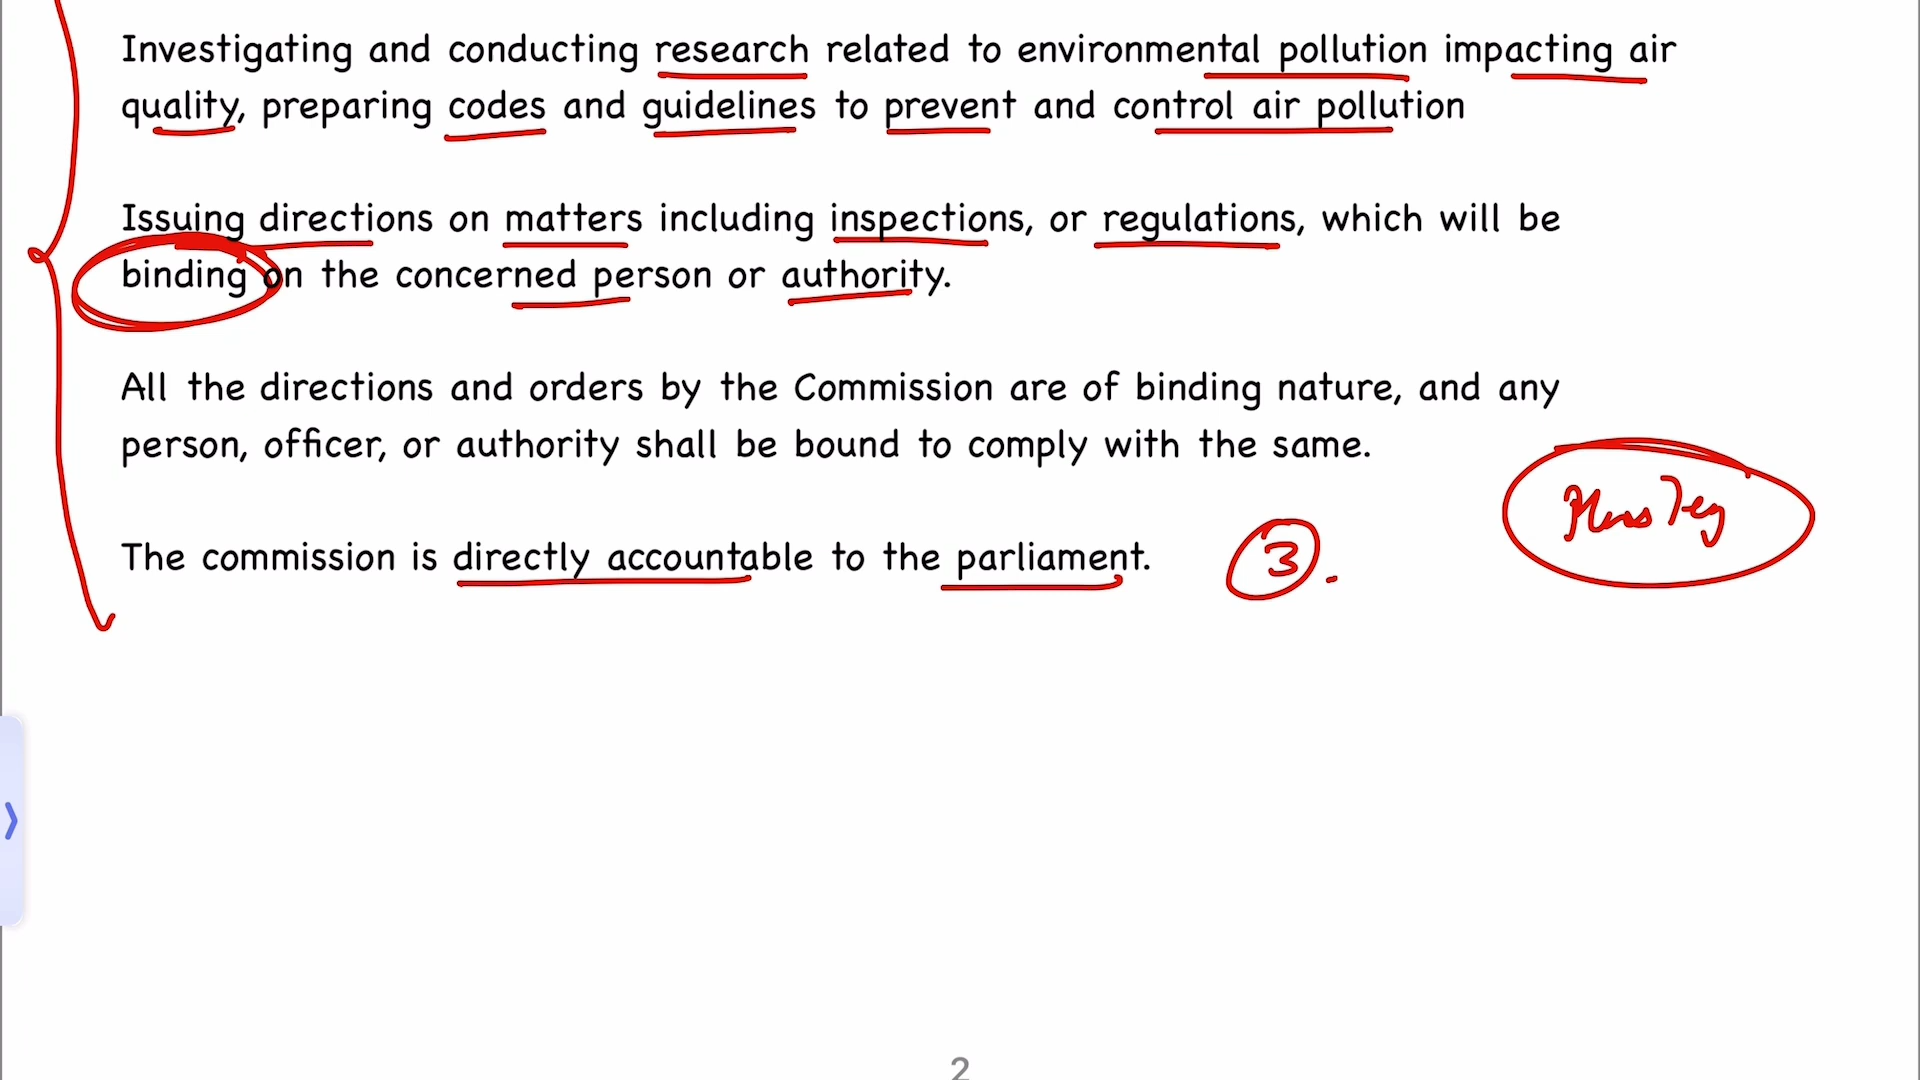 Investigating and conducting research related to environmental pollution impacting air
quality, preparing codes and guidelines to prevent and control air pollution
Issuing directions on matters including inspections, or regulations, which will be
binding on the concerned person or authority.
All the directions and orders by the Commission are of binding nature, and any
person, officer, or authority shall be bound to comply with the same.
The commission is directly accountable to the parliament.
3.
2